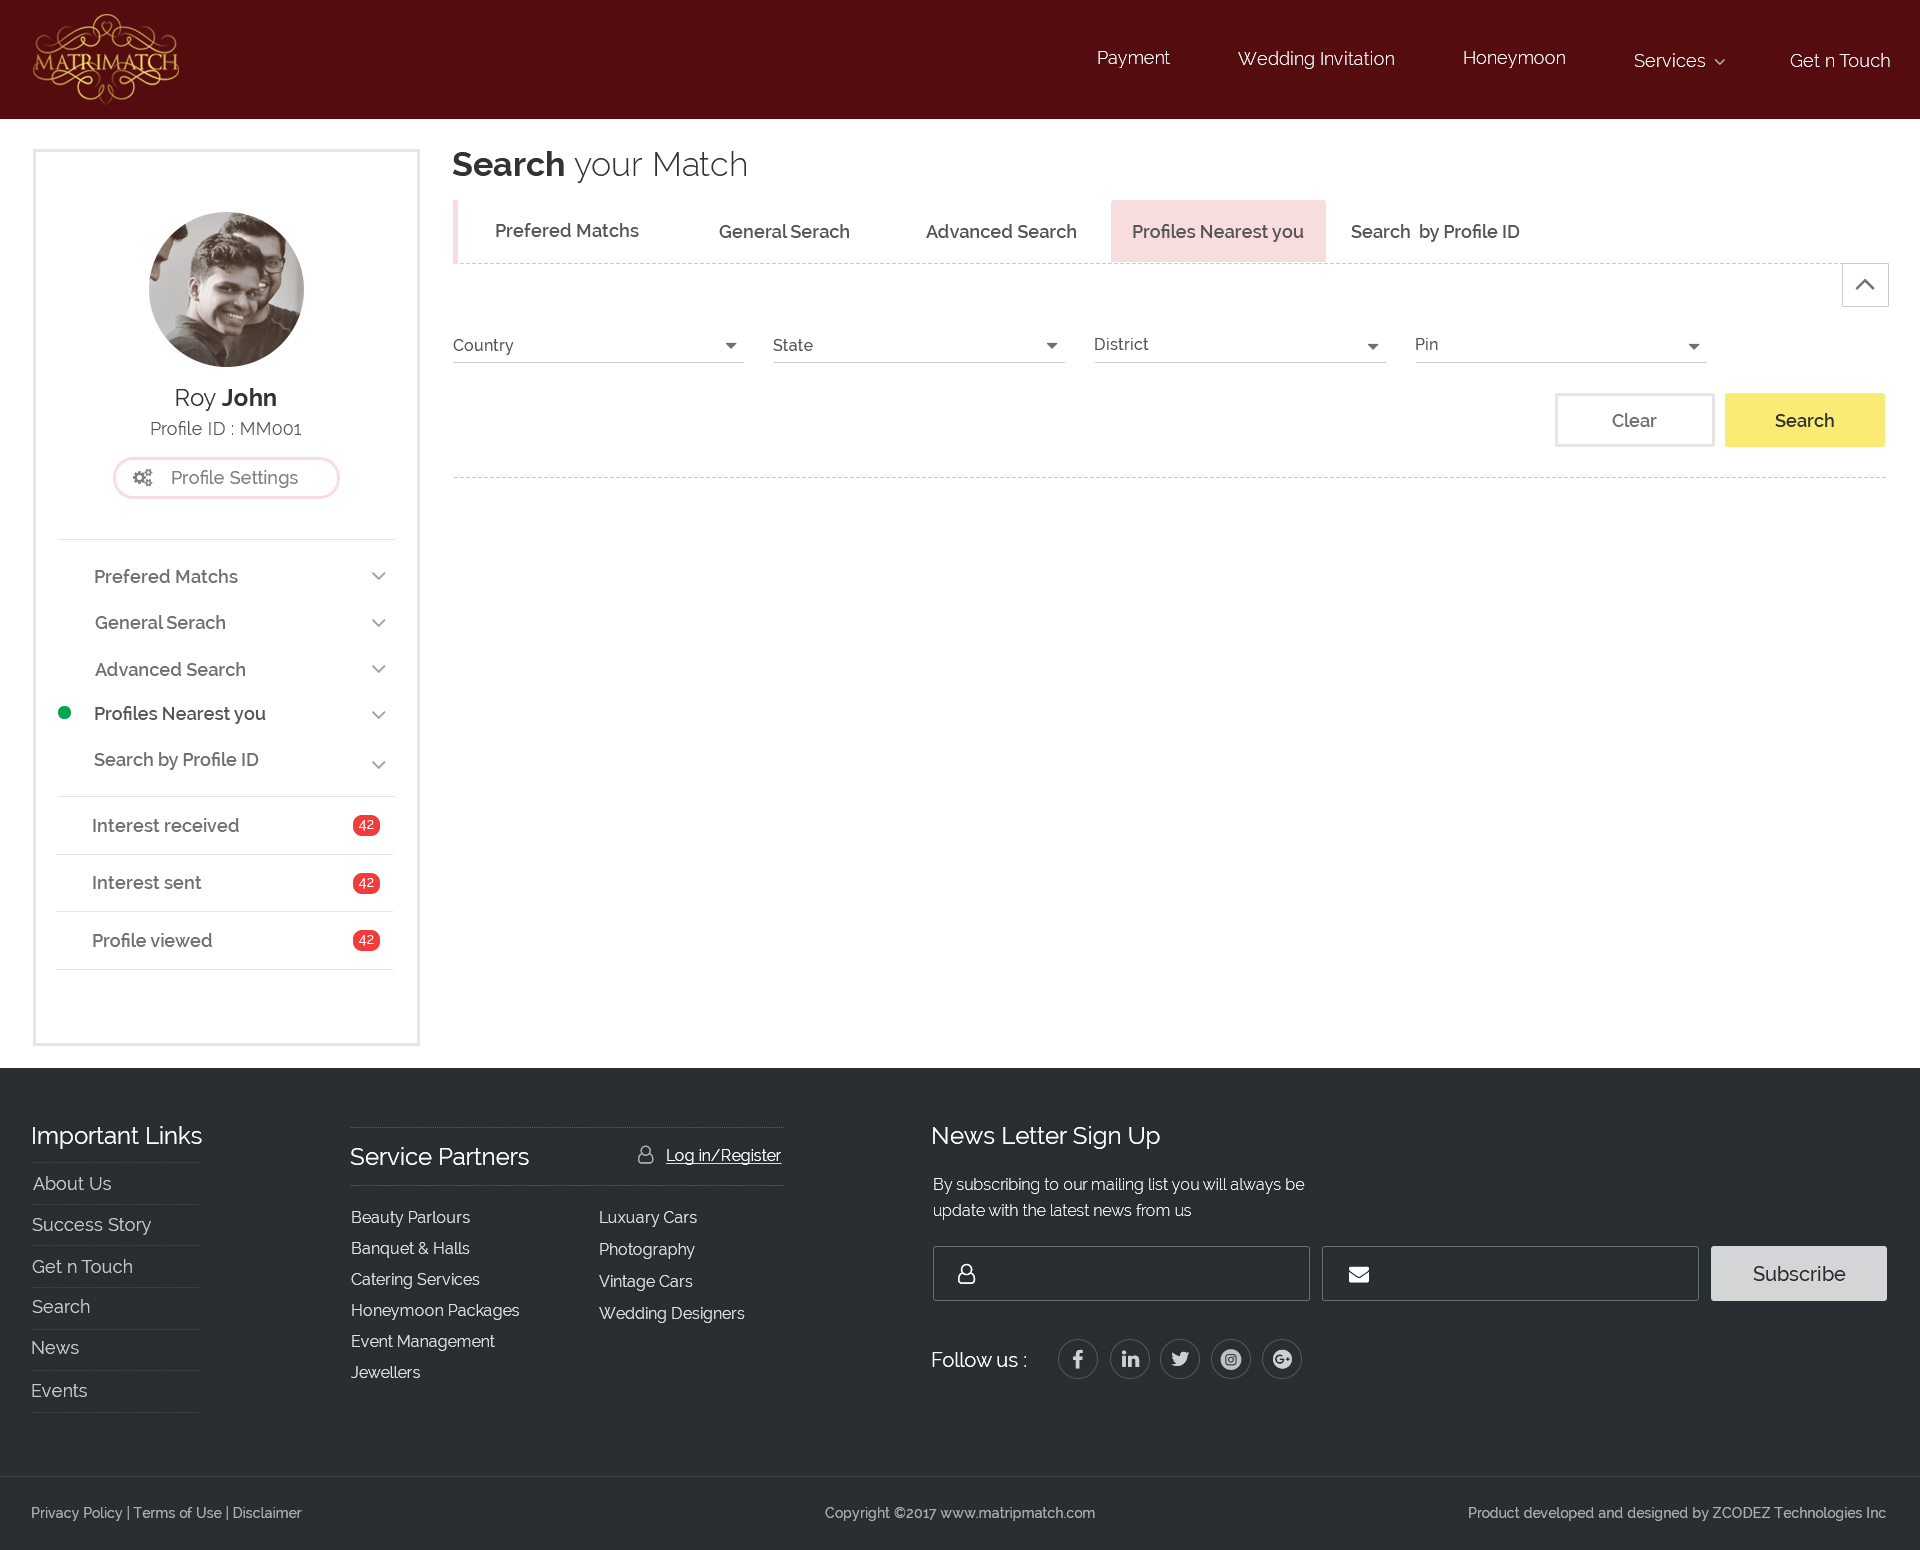 MATRIMATCH
Payment
Wedding Invitation
Honeymoon
Services
Get n Touch
Search your Match
Prefered Matchs
General Serach
Advanced Search
Profiles Nearest you
Search by Profile ID
Country
State
District
Pin
Clear
Search
Roy John
Profile ID : MM001
Profile Settings
Prefered Matchs
General Serach
Advanced Search
Profiles Nearest you
Search by Profile ID
Interest received 42
Interest sent 42
Profile viewed 42
Important Links
About Us
Success Story
Get n Touch
Search
News
Events
Service Partners
Log in/Register
Beauty Parlours
Banquet & Halls
Catering Services
Honeymoon Packages
Event Management
Jewellers
Luxuary Cars
Photography
Vintage Cars
Wedding Designers
News Letter Sign Up
By subscribing to our mailing list you will always be
update with the latest news from us
Subscribe
Follow us :
Privacy Policy | Terms of Use | Disclaimer
Copyright ©2017 www.matripmatch.com
Product developed and designed by ZCODEZ Technologies Inc